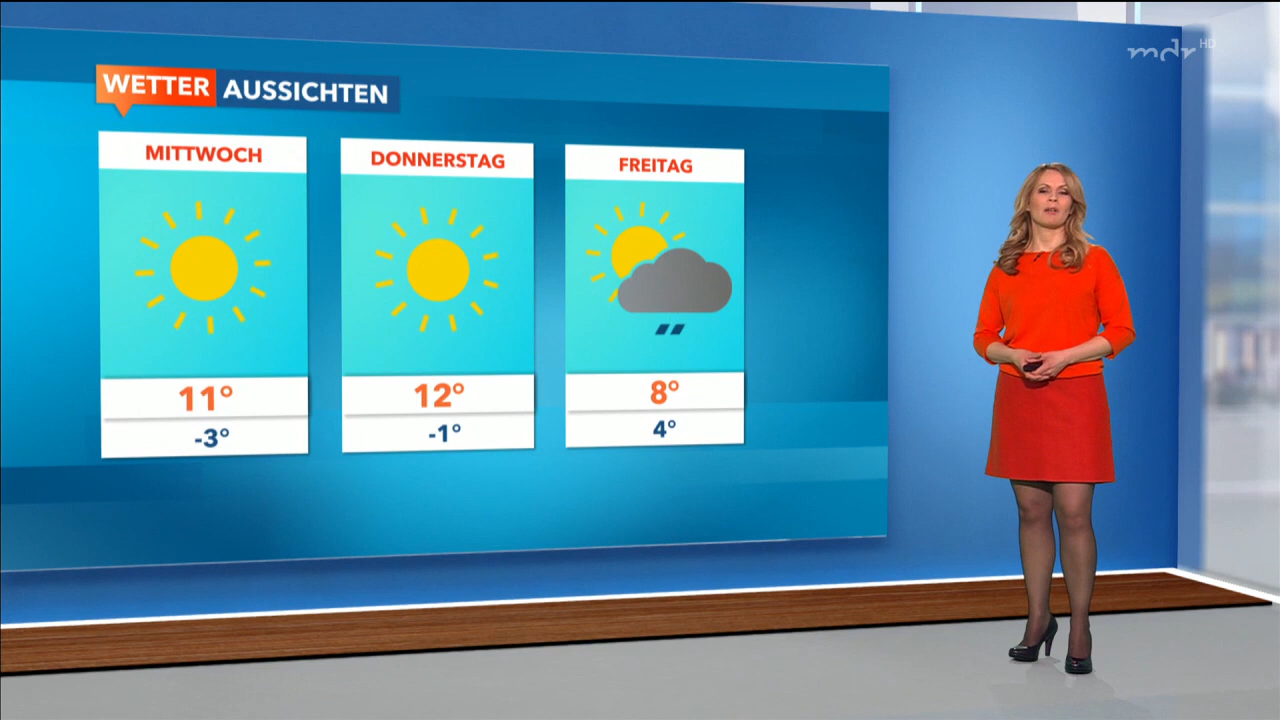 mdr HD
WETTER AUSSICHTEN
MITTWOCH
11°
-3°
DONNERSTAG
12°
-1°
FREITAG
8°
4°